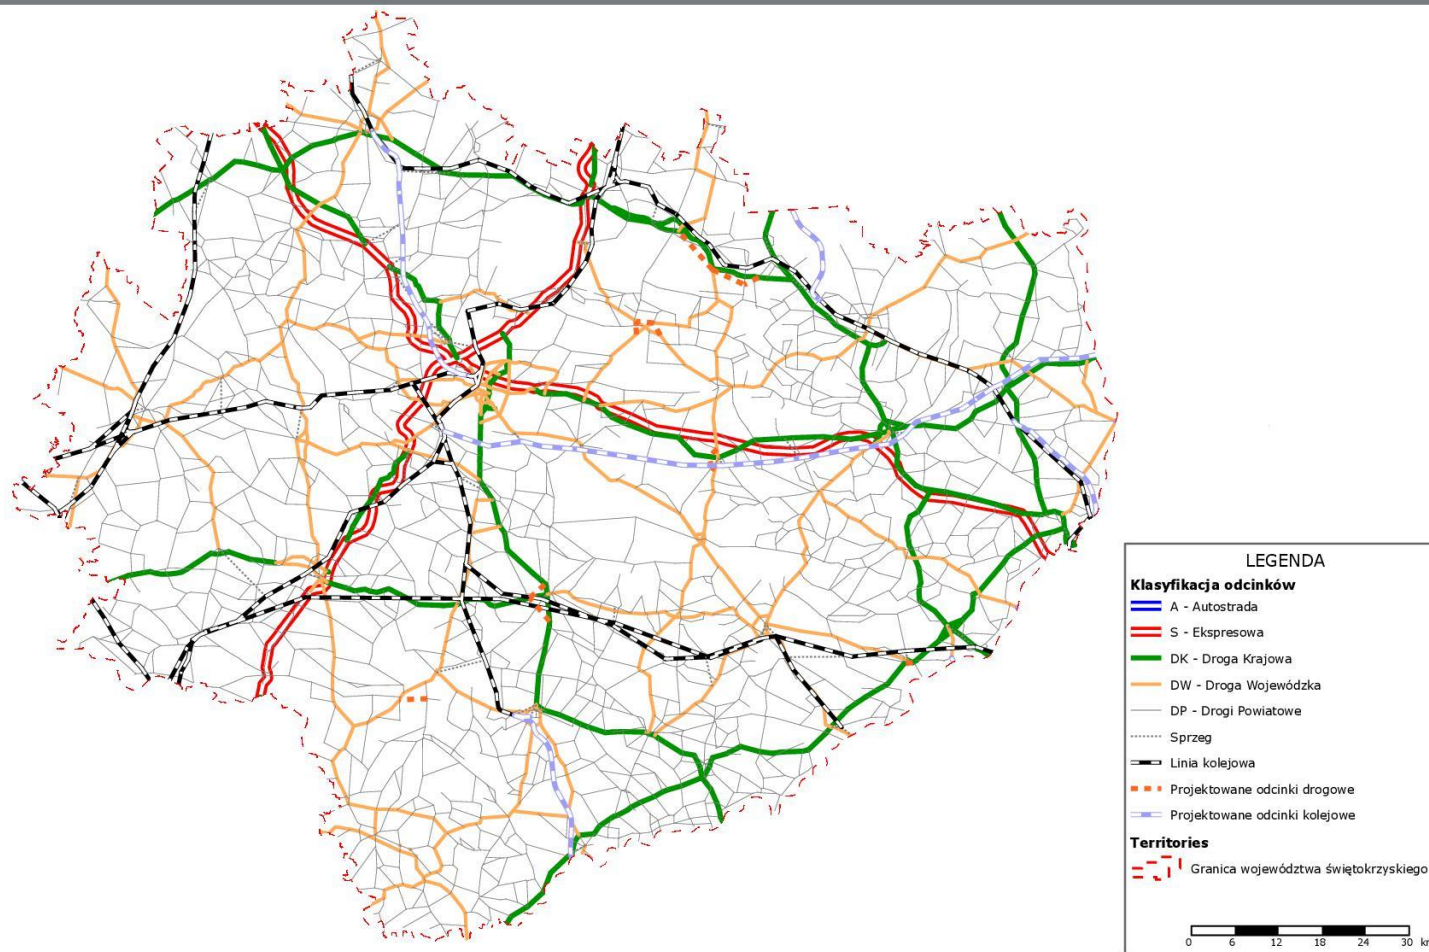 LEGENDA
Klasyfikacja odcinków
A - Autostrada
S - Ekspresowa
DK - Droga Krajowa
DW - Droga Wojewódzka
DP - Drogi Powiatowe
Sprzeg
Linia kolejowa
Projektowane odcinki drogowe
Projektowane odcinki kolejowe
Territories
Granica województwa świętokrzyskiego
0 6 12 18 24 30 km